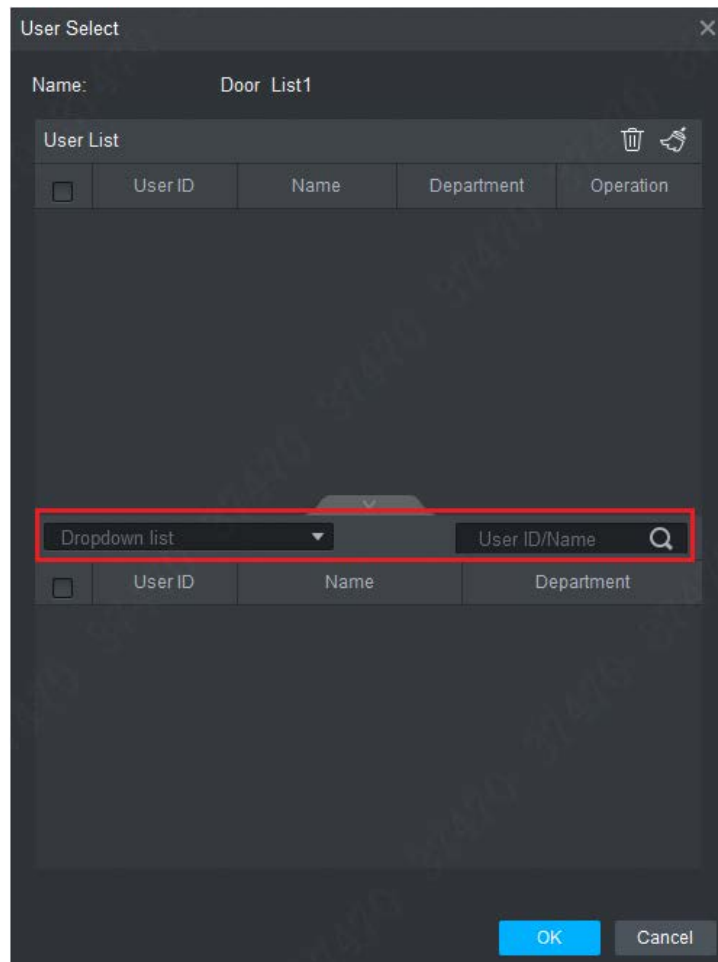 User Select
Name: Door List1
User List
User ID Name Department Operation
Dropdown list User ID/Name
User ID Name Department
OK Cancel